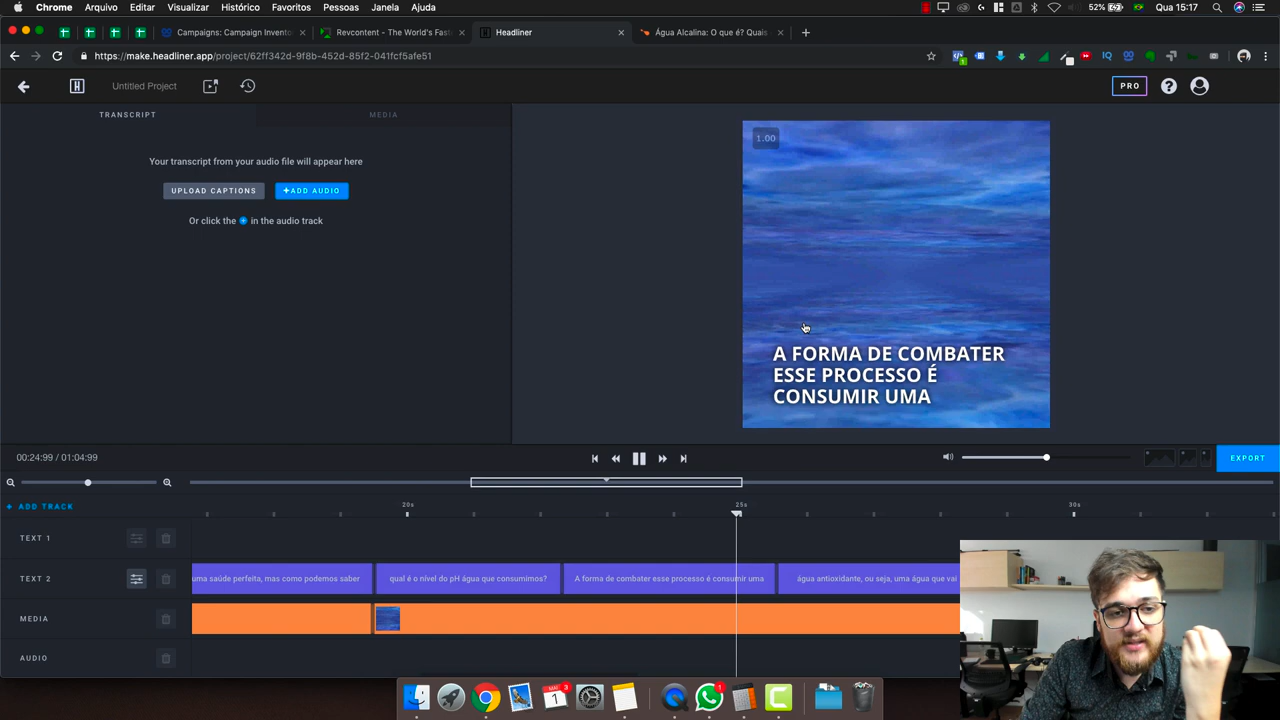 Chrome Arquivo Editar Visualizar Histórico Favoritos Pessoas Janela Ajuda 52% Qua 15:17
Campaigns: Campaign Invento Revcontent - The World's Fast Headliner Água Alcalina: O que é? Quais
https://make.headliner.app/project/62ff342d-9f8b-452d-85f2-041fcf5afe51
Untitled Project PRO
TRANSCRIPT MEDIA
1.00
Your transcript from your audio file will appear here
UPLOAD CAPTIONS +ADD AUDIO
Or click the + in the audio track
A FORMA DE COMBATER
ESSE PROCESSO É
CONSUMIR UMA
00:24:99 / 01:04:99 EXPORT
+ ADD TRACK 20s 25s 30s
TEXT 1
TEXT 2 uma saúde perfeita, mas como podemos saber qual é o nível do pH água que consumimos? A forma de combater esse processo é consumir uma água antioxidante, ou seja, uma água que vai
MEDIA
AUDIO